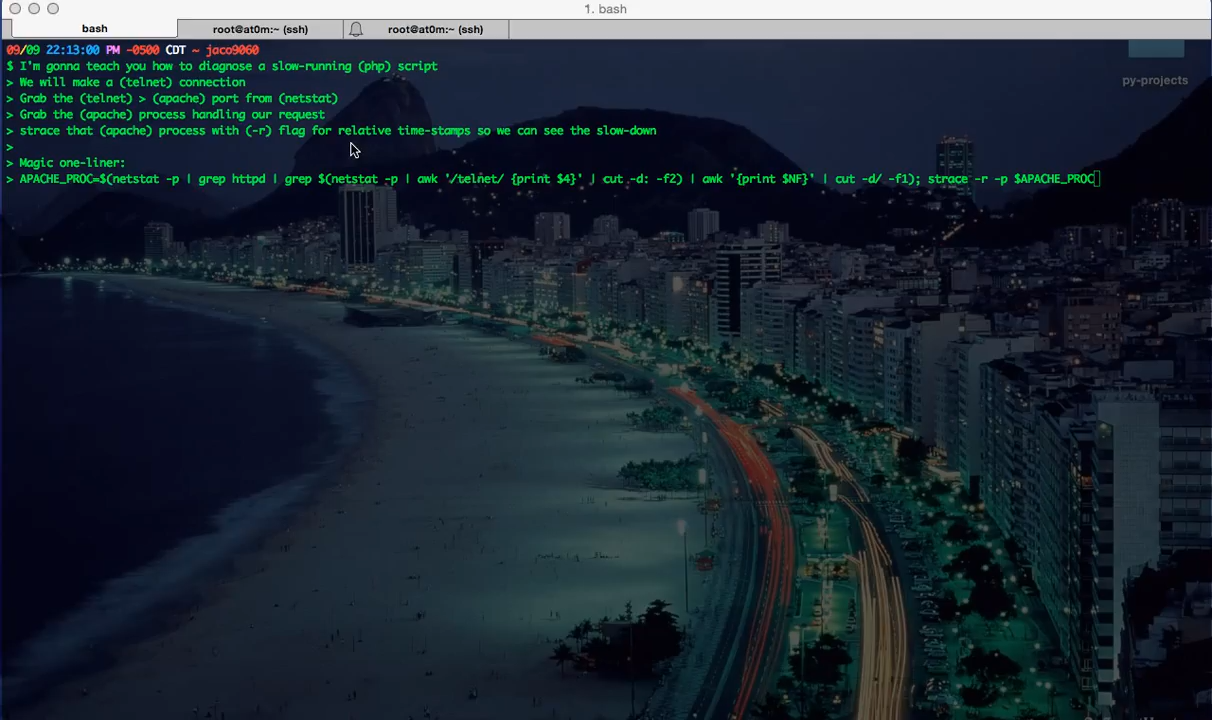 1. bash
bash
root@at0m:~ (ssh)
root@at0m:~ (ssh)
09/09 22:13:00 PM -0500 CDT ~ jaco9060
$ I'm gonna teach you how to diagnose a slow-running (php) script
> We will make a (telnet) connection
> Grab the (telnet) > (apache) port from (netstat)
> Grab the (apache) process handling our request
> strace that (apache) process with (-r) flag for relative time-stamps so we can see the slow-down
>
> Magic one-liner:
> APACHE_PROC=$(netstat -p | grep httpd | grep $(netstat -p | awk '/telnet/ {print $4}' | cut -d: -f2) | awk '{print $NF}' | cut -d/ -f1); strace -r -p $APACHE_PROC
py-projects